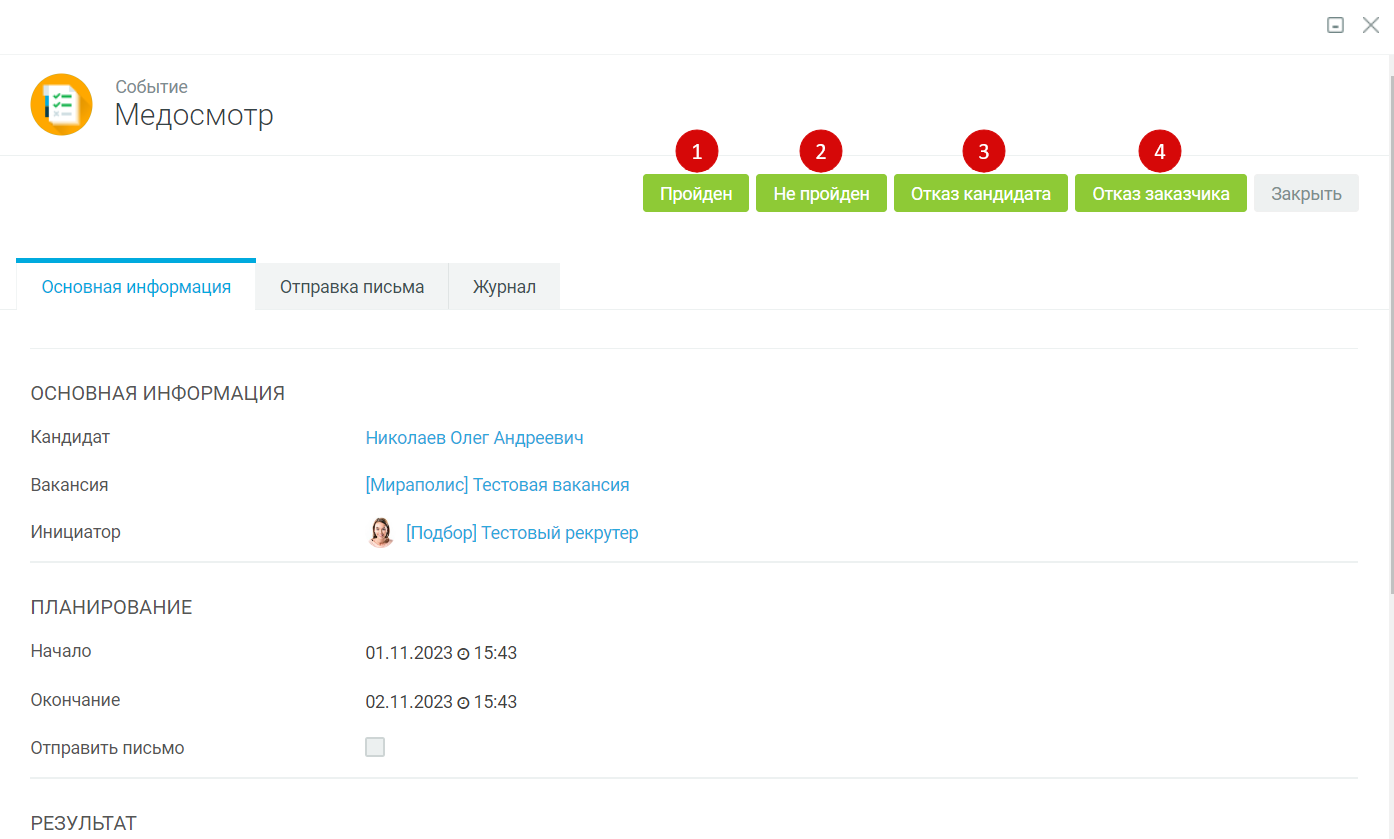 Событие
Медосмотр
1 2 3 4
Пройден Не пройден Отказ кандидата Отказ заказчика Закрыть
Основная информация Отправка письма Журнал
ОСНОВНАЯ ИНФОРМАЦИЯ
Кандидат Николаев Олег Андреевич
Вакансия [Мираполис] Тестовая вакансия
Инициатор [Подбор] Тестовый рекрутер
ПЛАНИРОВАНИЕ
Начало 01.11.2023 15:43
Окончание 02.11.2023 15:43
Отправить письмо
РЕЗУЛЬТАТ